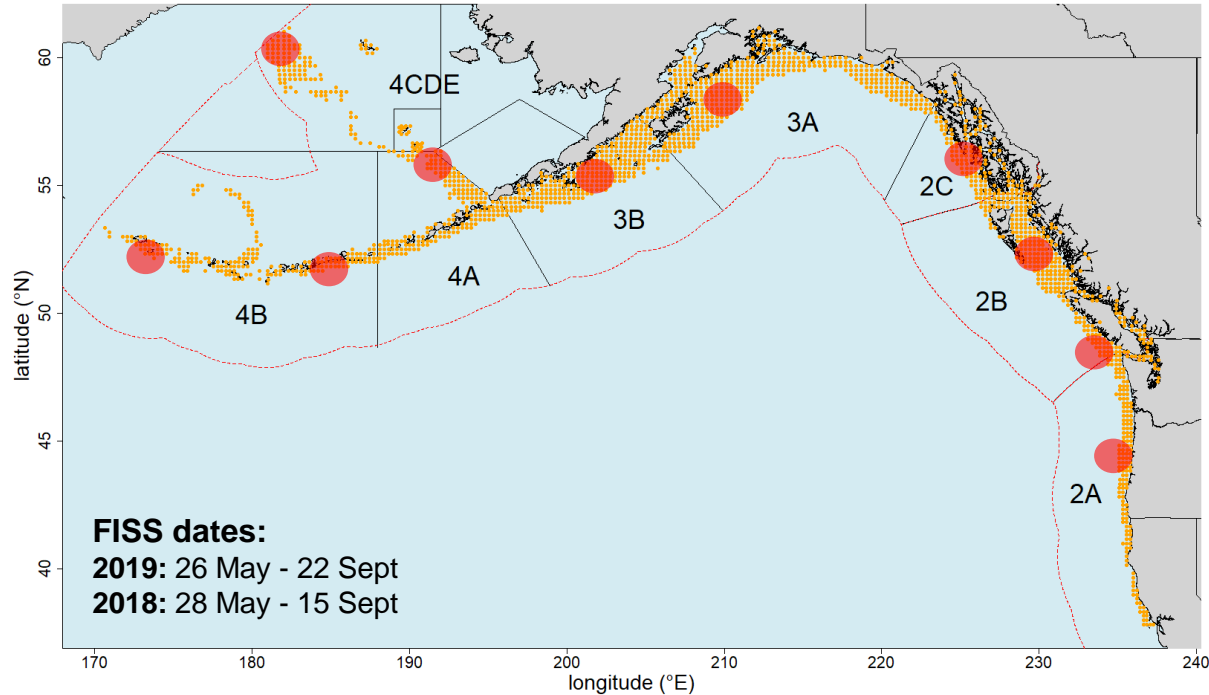 60
55
50
45
40
latitude (°N)
4CDE
3A
2C
3B
4A
4B
2B
2A
FISS dates:
2019: 26 May - 22 Sept
2018: 28 May - 15 Sept
170
180
190
200
210
220
230
240
longitude (°E)